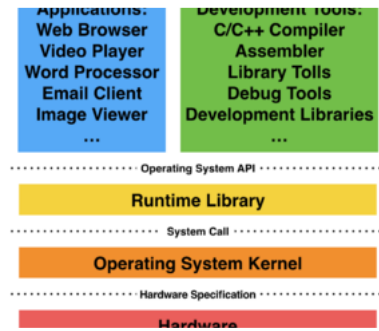 Applications:
Web Browser
Video Player
Word Processor
Email Client
Image Viewer
...
Development Tools:
C/C++ Compiler
Assembler
Library Tolls
Debug Tools
Development Libraries
...
Operating System API
Runtime Library
System Call
Operating System Kernel
Hardware Specification
Hardware